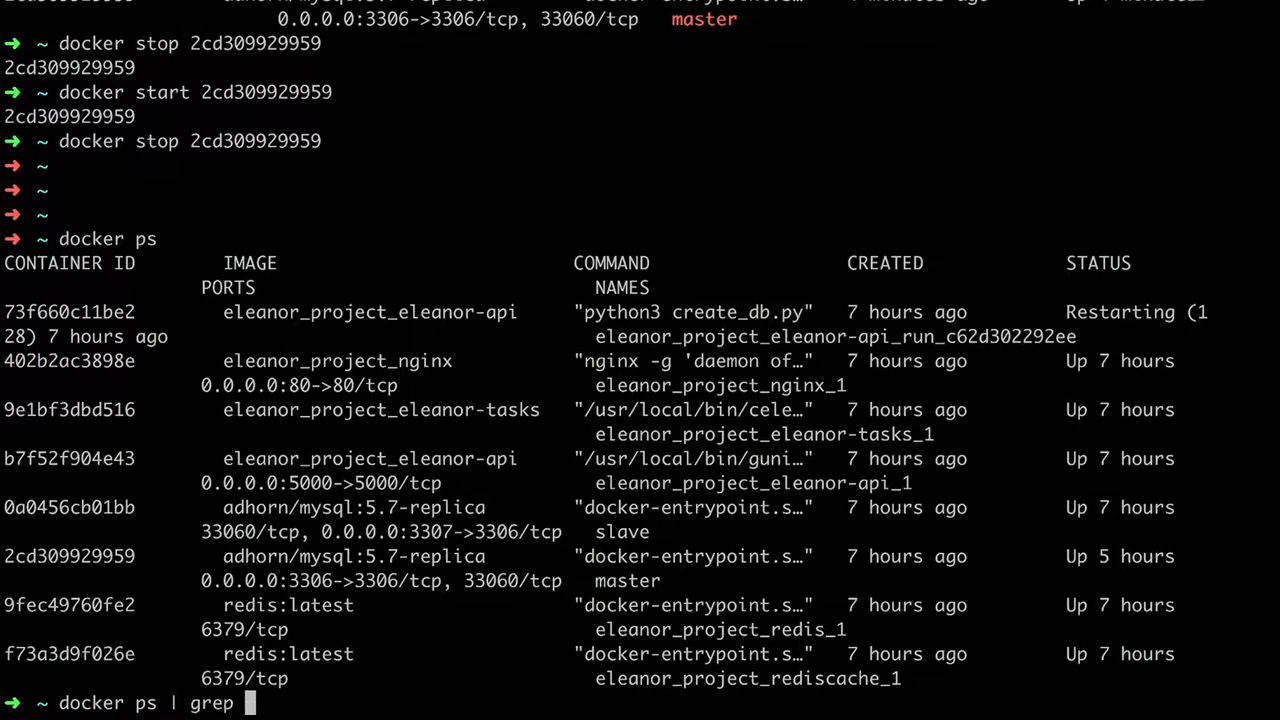 0.0.0.0:3306->3306/tcp, 33060/tcp master
➜ ~ docker stop 2cd309929959
2cd309929959
➜ ~ docker start 2cd309929959
2cd309929959
➜ ~ docker stop 2cd309929959
➜ ~
➜ ~
➜ ~
➜ ~ docker ps
CONTAINER ID IMAGE COMMAND CREATED STATUS
PORTS NAMES
73f660c11be2 eleanor_project_eleanor-api "python3 create_db.py" 7 hours ago Restarting (1
28) 7 hours ago eleanor_project_eleanor-api_run_c62d302292ee
402b2ac3898e eleanor_project_nginx "nginx -g 'daemon of…" 7 hours ago Up 7 hours
0.0.0.0:80->80/tcp eleanor_project_nginx_1
9e1bf3dbd516 eleanor_project_eleanor-tasks "/usr/local/bin/cele…" 7 hours ago Up 7 hours
eleanor_project_eleanor-tasks_1
b7f52f904e43 eleanor_project_eleanor-api "/usr/local/bin/guni…" 7 hours ago Up 7 hours
0.0.0.0:5000->5000/tcp eleanor_project_eleanor-api_1
0a0456cb01bb adhorn/mysql:5.7-replica "docker-entrypoint.s…" 7 hours ago Up 7 hours
33060/tcp, 0.0.0.0:3307->3306/tcp slave
2cd309929959 adhorn/mysql:5.7-replica "docker-entrypoint.s…" 7 hours ago Up 5 hours
0.0.0.0:3306->3306/tcp, 33060/tcp master
9fec49760fe2 redis:latest "docker-entrypoint.s…" 7 hours ago Up 7 hours
6379/tcp eleanor_project_redis_1
f73a3d9f026e redis:latest "docker-entrypoint.s…" 7 hours ago Up 7 hours
6379/tcp eleanor_project_rediscache_1
➜ ~ docker ps | grep